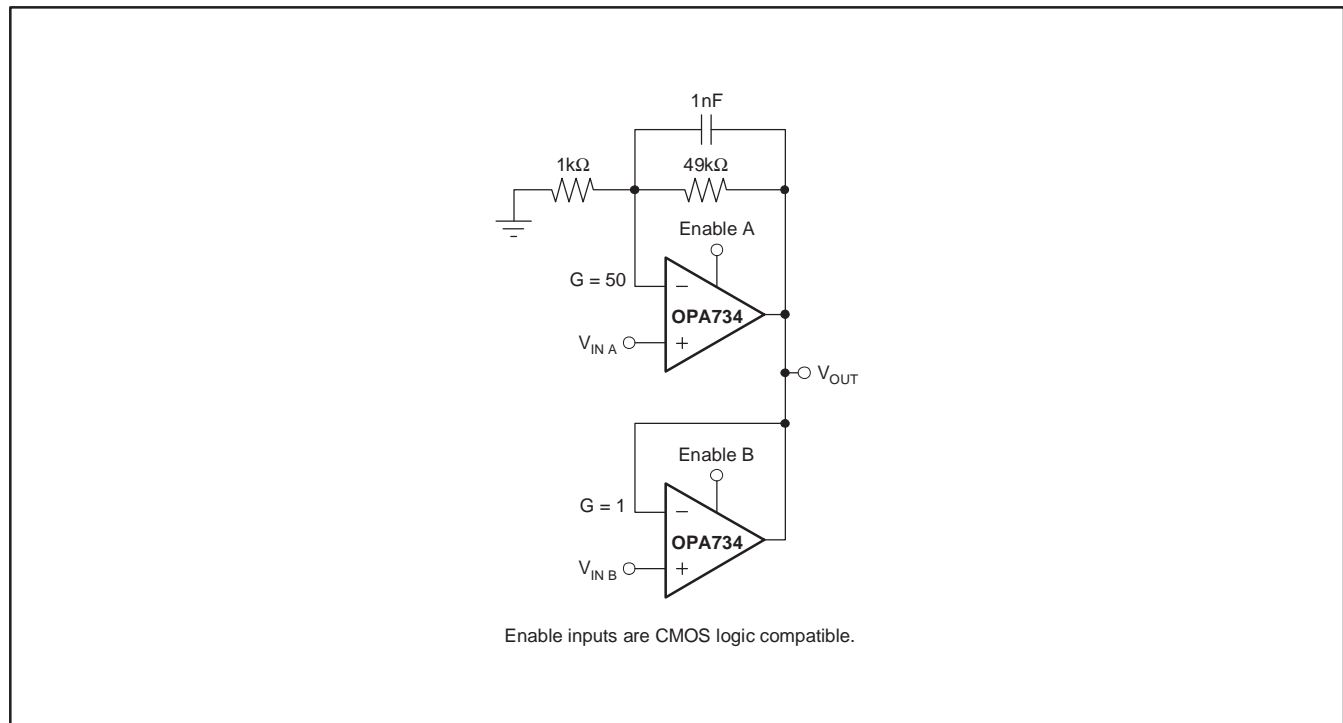 1nF
1kΩ
49kΩ
Enable A
G = 50
−
OPA734
V_IN A
+
V_OUT
Enable B
G = 1
−
OPA734
V_IN B
+
Enable inputs are CMOS logic compatible.